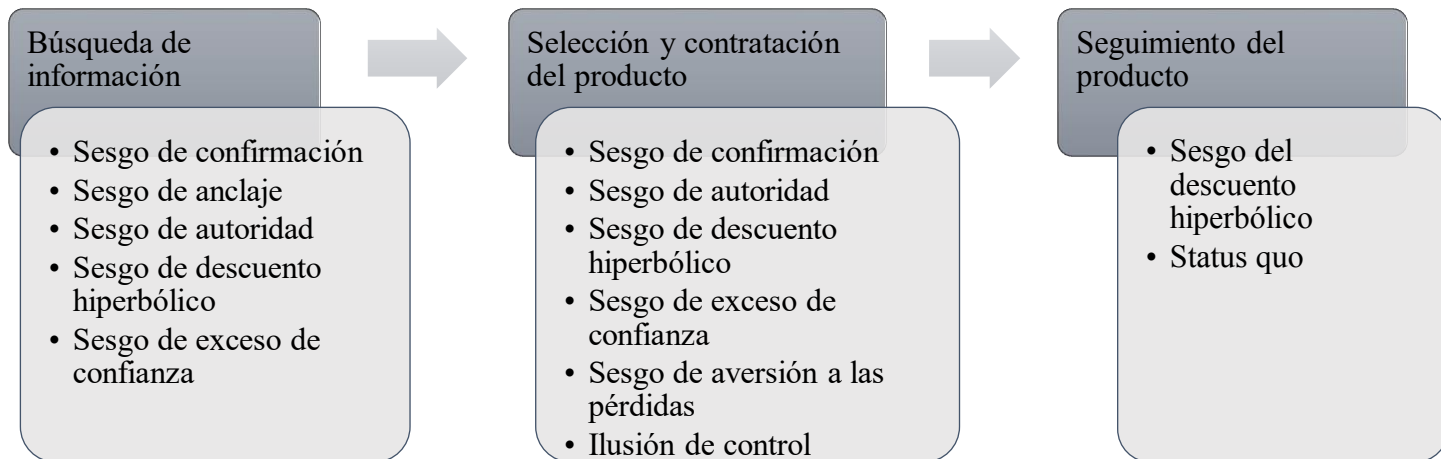 Búsqueda de
información
• Sesgo de confirmación
• Sesgo de anclaje
• Sesgo de autoridad
• Sesgo de descuento
hiperbólico
• Sesgo de exceso de
confianza
Selección y contratación
del producto
• Sesgo de confirmación
• Sesgo de autoridad
• Sesgo de descuento
hiperbólico
• Sesgo de exceso de
confianza
• Sesgo de aversión a las
pérdidas
• Ilusión de control
Seguimiento del
producto
• Sesgo del
descuento
hiperbólico
• Status quo